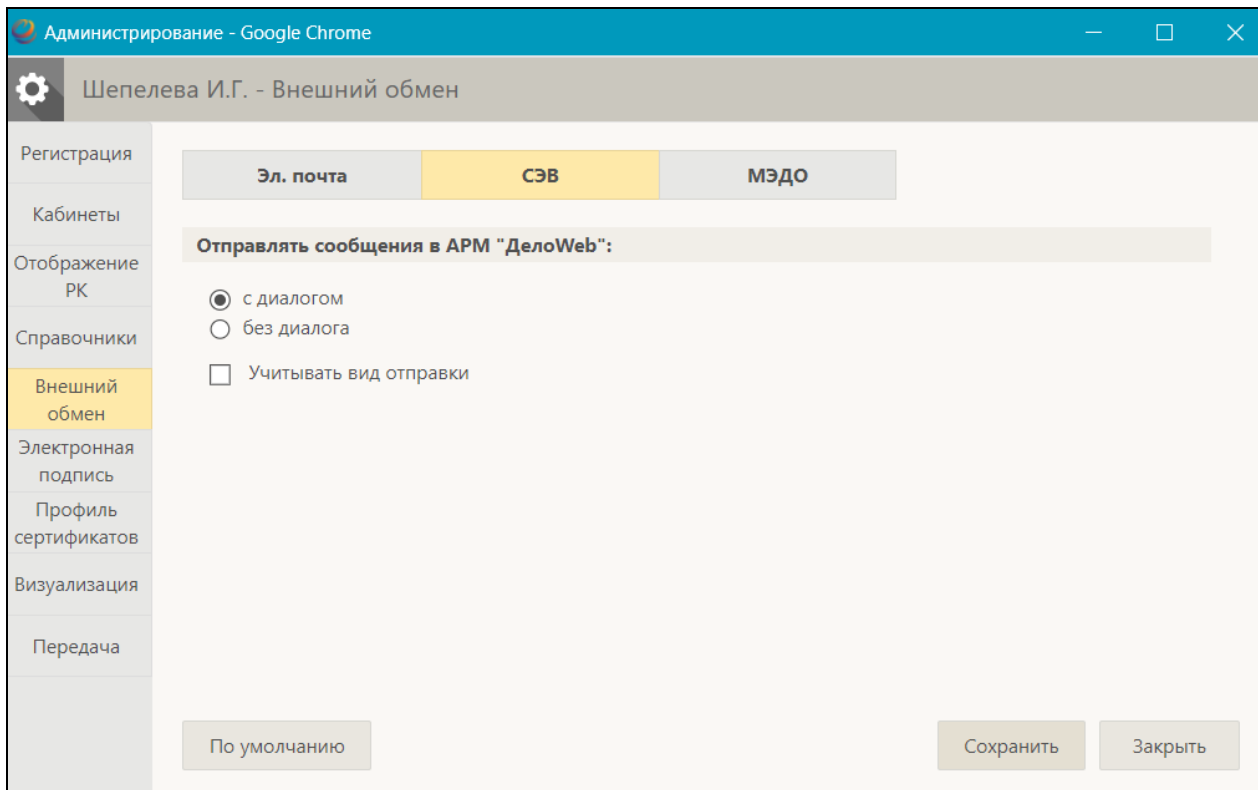 Администрирование - Google Chrome
Шепелева И.Г. - Внешний обмен
Регистрация
Кабинеты
Отображение
РК
Справочники
Внешний
обмен
Электронная
подпись
Профиль
сертификатов
Визуализация
Передача
Эл. почта СЭВ МЭДО
Отправлять сообщения в АРМ "ДелоWeb":
с диалогом
без диалога
Учитывать вид отправки
По умолчанию Сохранить Закрыть